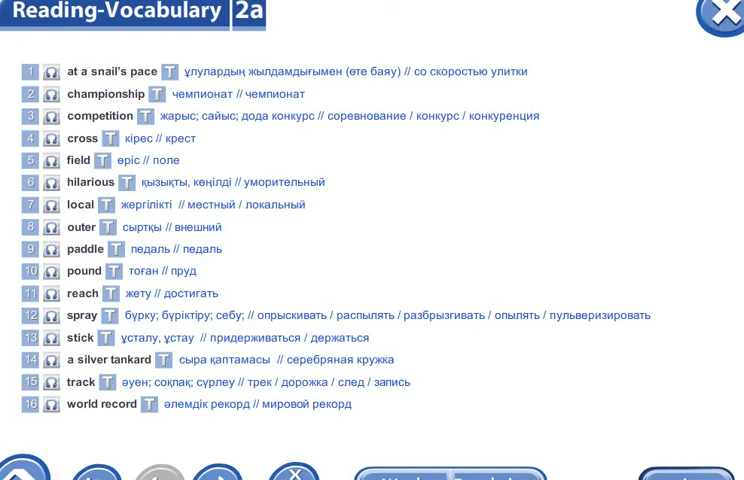 Reading-Vocabulary 2a
1 at a snail's pace T ұлулардың жылдамдығымен (өте баяу) // со скоростью улитки
2 championship T чемпионат // чемпионат
3 competition T жарыс; сайыс; дода конкурс // соревнование / конкурс / конкуренция
4 cross T кірес // крест
5 field T өріс // поле
6 hilarious T қызықты, көңілді // уморительный
7 local T жергілікті // местный / локальный
8 outer T сыртқы // внешний
9 paddle T педаль // педаль
10 pound T тоған // пруд
11 reach T жету // достигать
12 spray T бүрку; бүріктіру; себу; // опрыскивать / распылять / разбрызгивать / опылять / пульверизировать
13 stick T ұсталу, ұстау // придерживаться / держаться
14 a silver tankard T сыра қаптамасы // серебряная кружка
15 track T әуен; соқпақ; сүрлеу // трек / дорожка / след / запись
16 world record T әлемдік рекорд // мировой рекорд